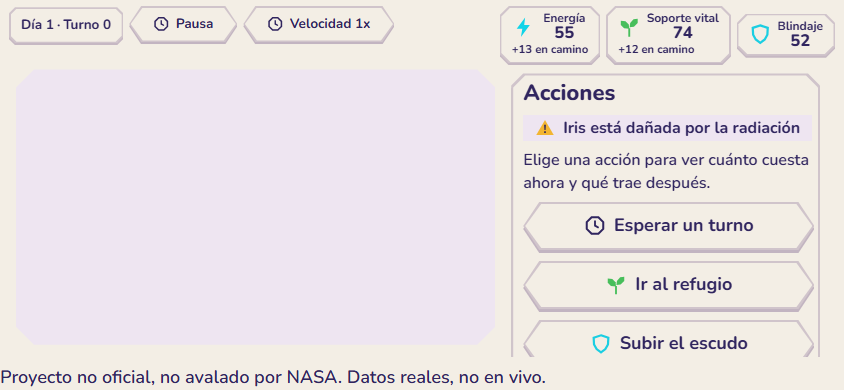 Día 1 · Turno 0
Pausa
Velocidad 1x
Energía
55
+13 en camino
Soporte vital
74
+12 en camino
Blindaje
52
Acciones
Iris está dañada por la radiación
Elige una acción para ver cuánto cuesta
ahora y qué trae después.
Esperar un turno
Ir al refugio
Subir el escudo
Proyecto no oficial, no avalado por NASA. Datos reales, no en vivo.